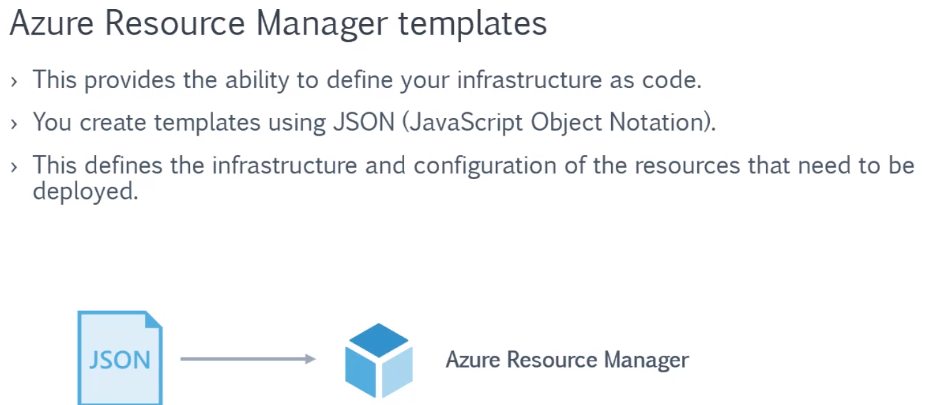 Azure Resource Manager templates
› This provides the ability to define your infrastructure as code.
› You create templates using JSON (JavaScript Object Notation).
› This defines the infrastructure and configuration of the resources that need to be
deployed.
JSON
Azure Resource Manager